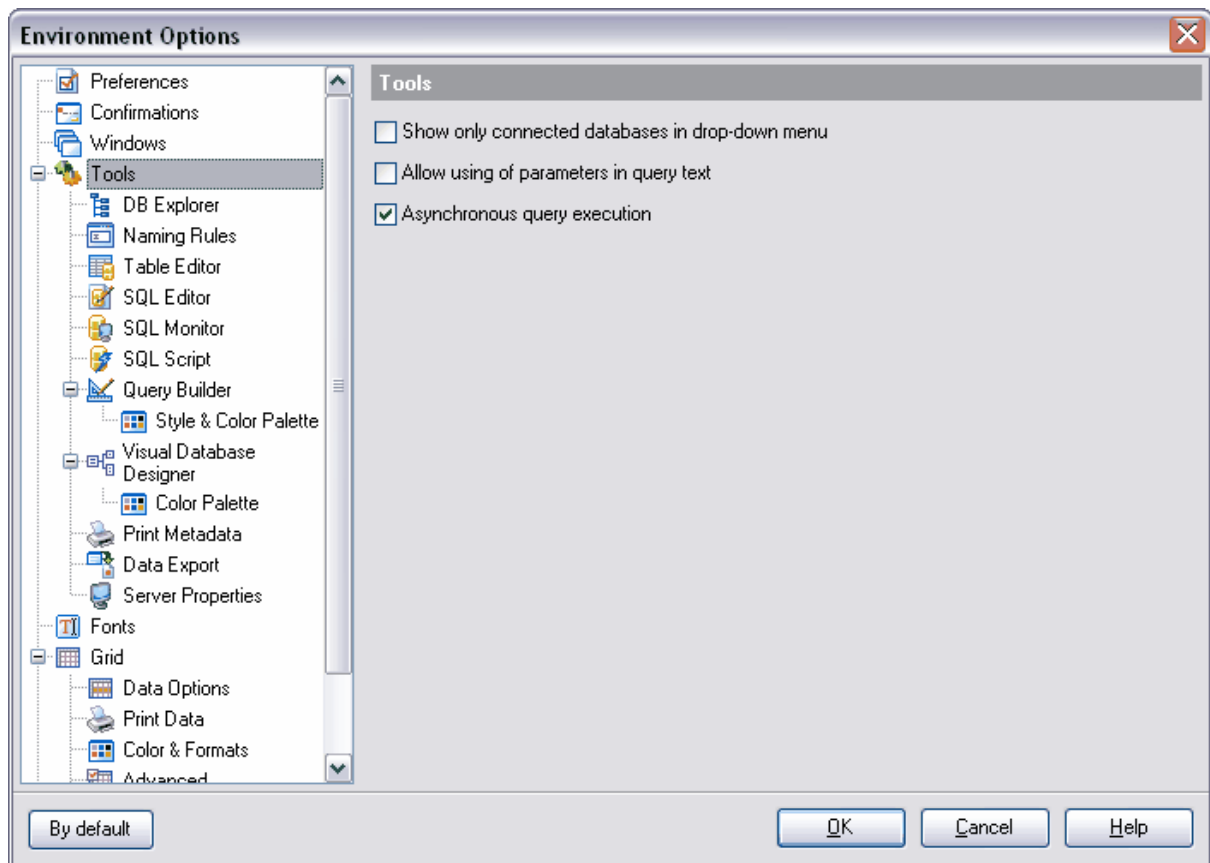 Environment Options
Preferences
Confirmations
Windows
Tools
DB Explorer
Naming Rules
Table Editor
SQL Editor
SQL Monitor
SQL Script
Query Builder
Style & Color Palette
Visual Database
Designer
Color Palette
Print Metadata
Data Export
Server Properties
Fonts
Grid
Data Options
Print Data
Color & Formats
Advanced
Tools
Show only connected databases in drop-down menu
Allow using of parameters in query text
Asynchronous query execution
By default
OK
Cancel
Help